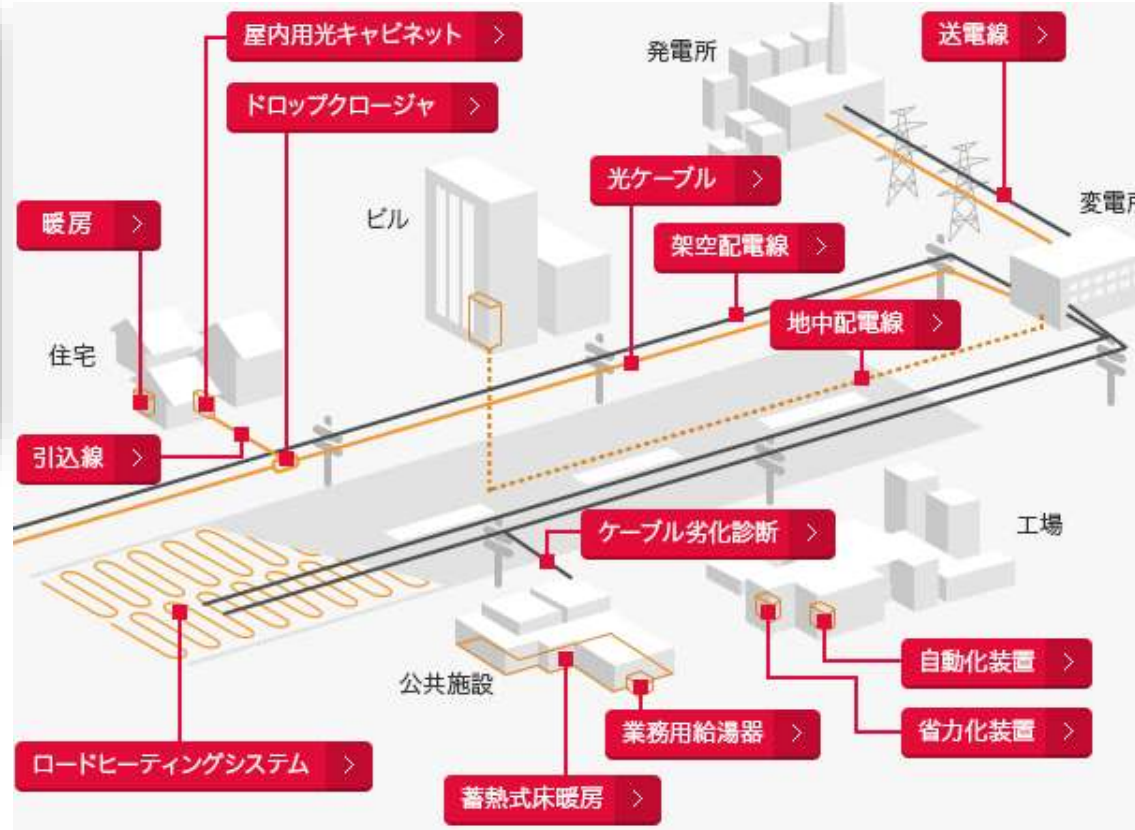 屋内用光キャビネット
送電線
発電所
ドロップクロージャ
光ケーブル
変電所
暖房
ビル
架空配電線
地中配電線
住宅
引込線
ケーブル劣化診断
工場
自動化装置
公共施設
業務用給湯器
省力化装置
ロードヒーティングシステム
蓄熱式床暖房